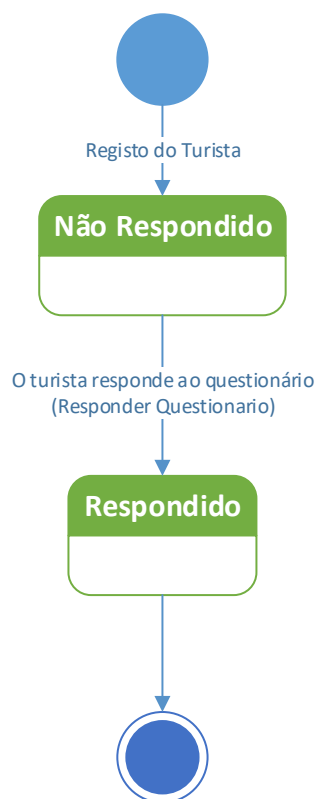 Registo do Turista
Não Respondido
O turista responde ao questionário
(Responder Questionario)
Respondido